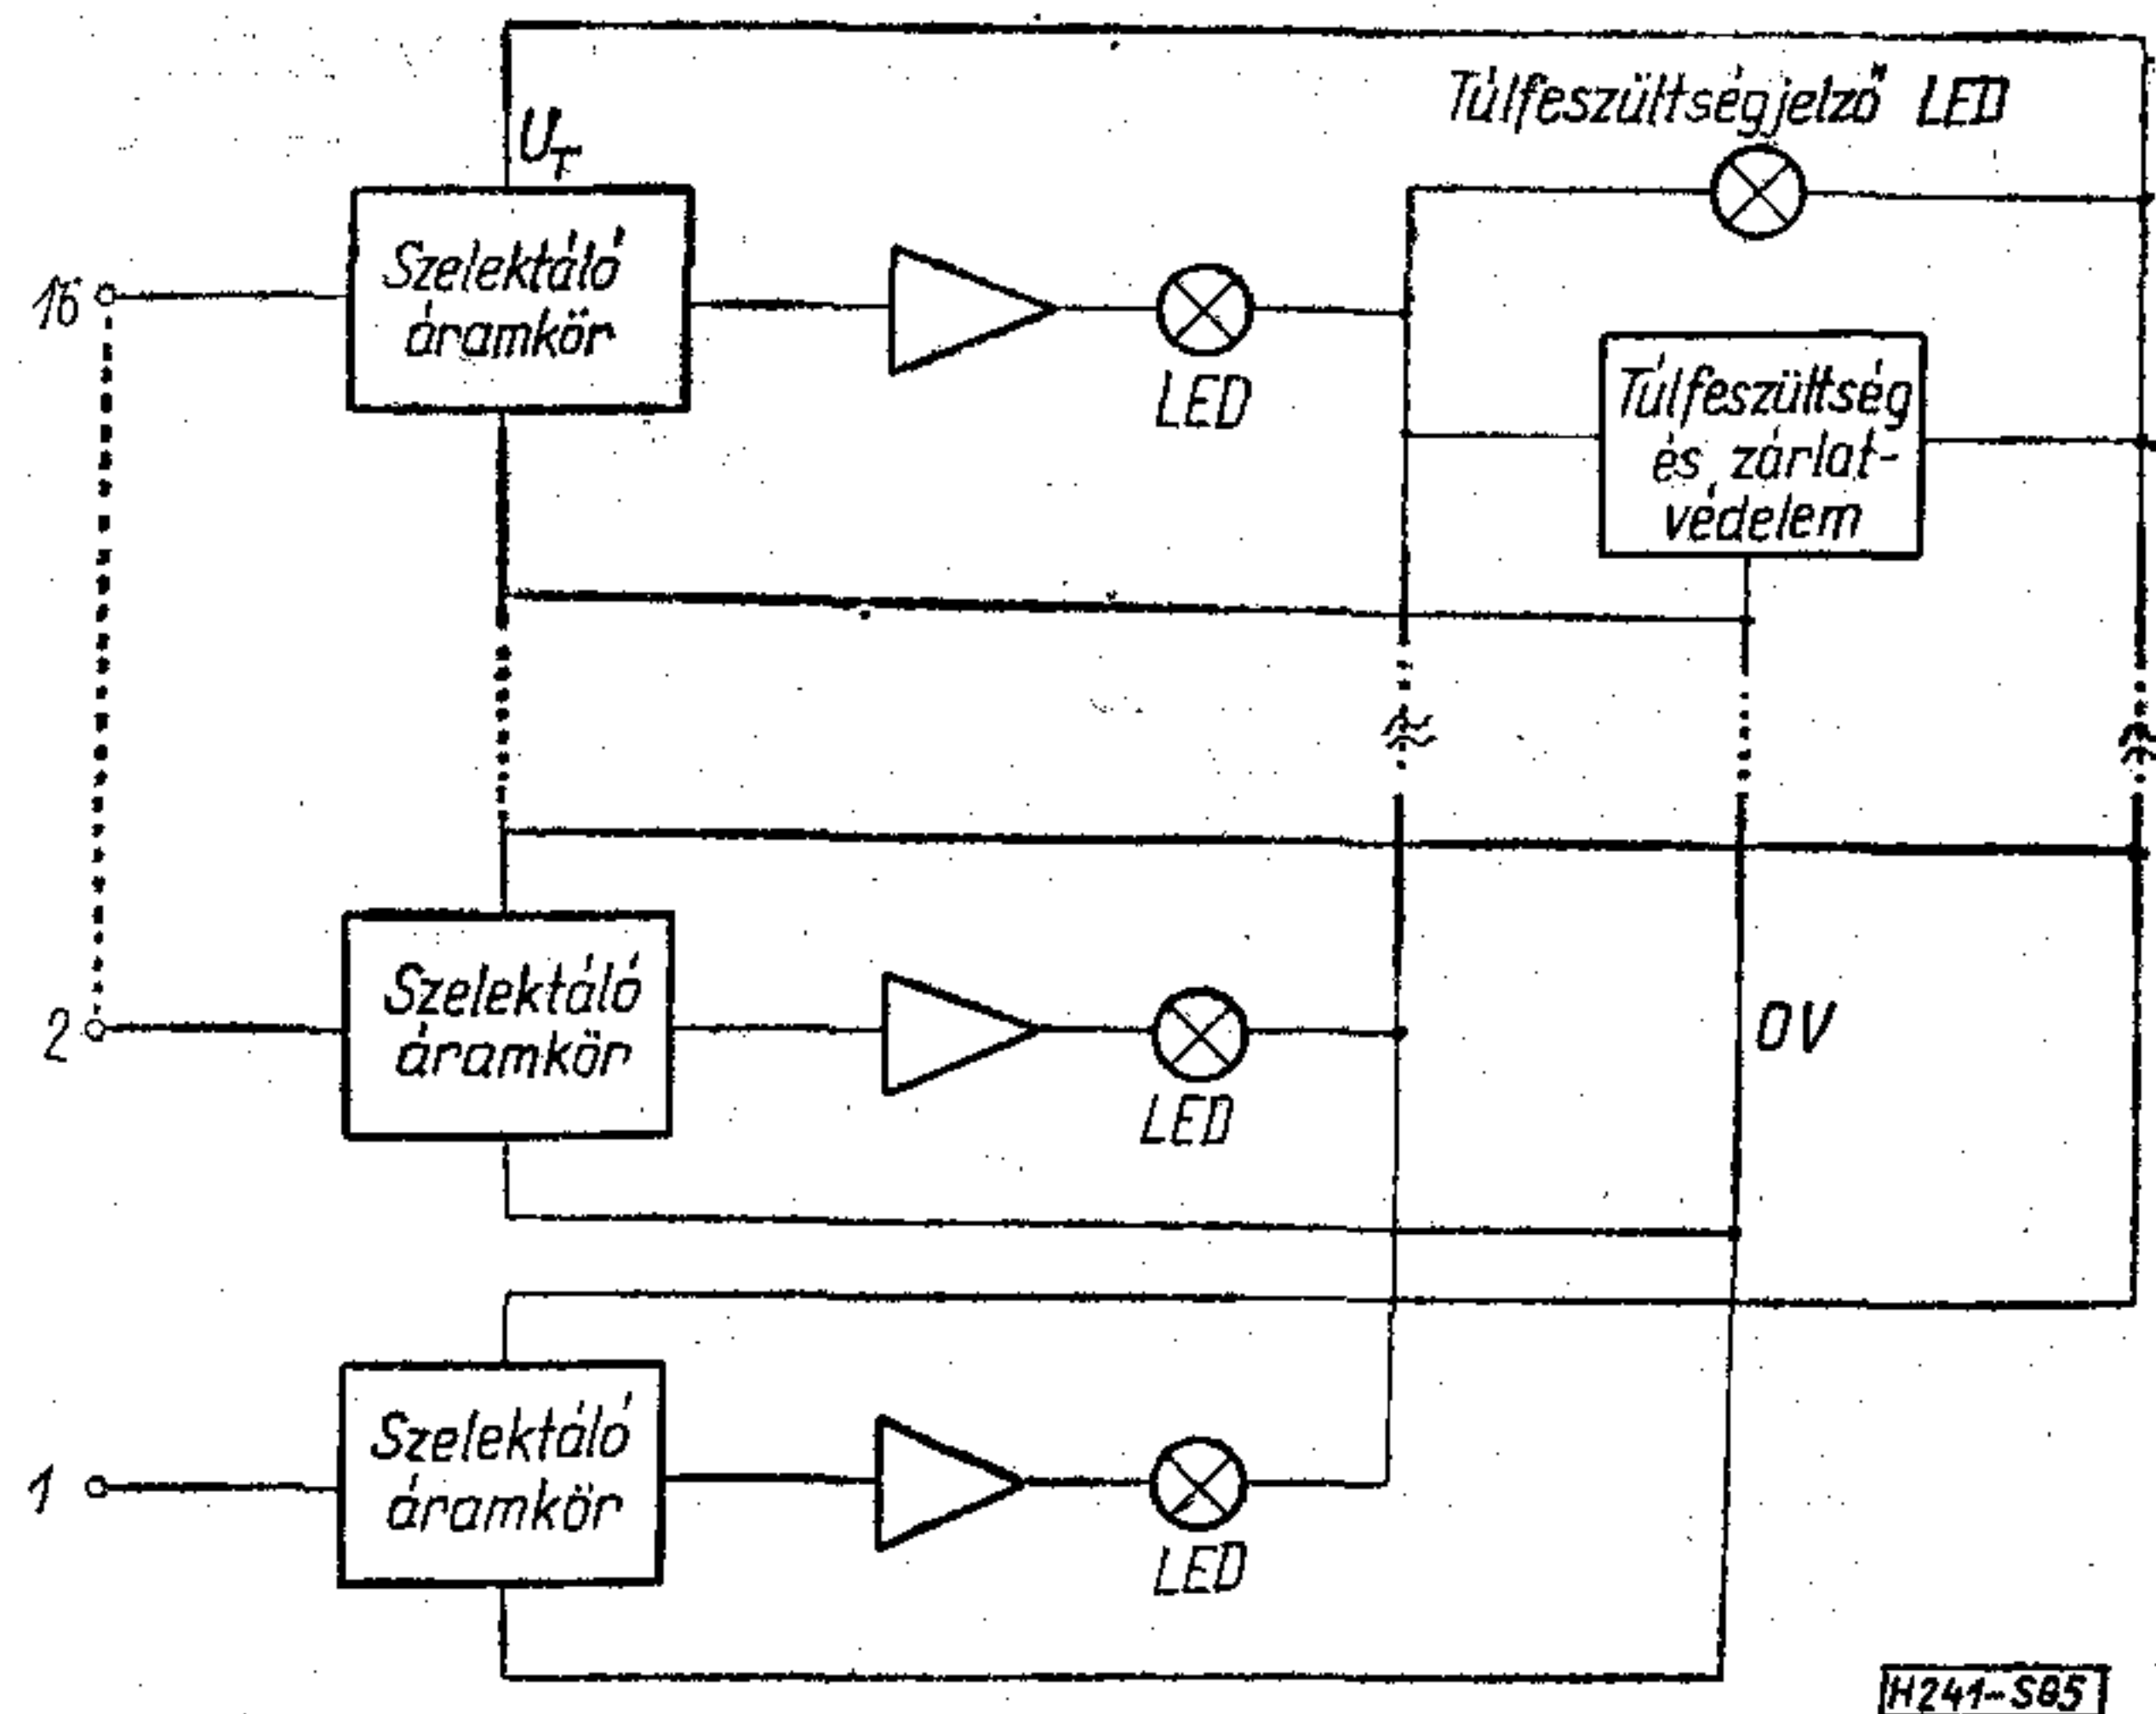 U_T
Túlfeszültségjelző LED
16
Szelektáló
áramkör
LED
Túlfeszültség
és zárlat-
védelem
2
Szelektáló
áramkör
LED
0V
1
Szelektáló
áramkör
LED
H241-S85